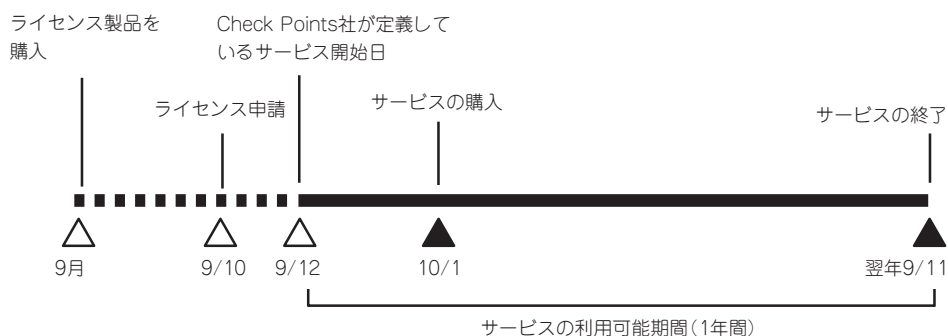 ライセンス製品を
購入
Check Points社が定義して
いるサービス開始日
ライセンス申請
サービスの購入
サービスの終了
9月
9/10
9/12
10/1
翌年9/11
サービスの利用可能期間(1年間)